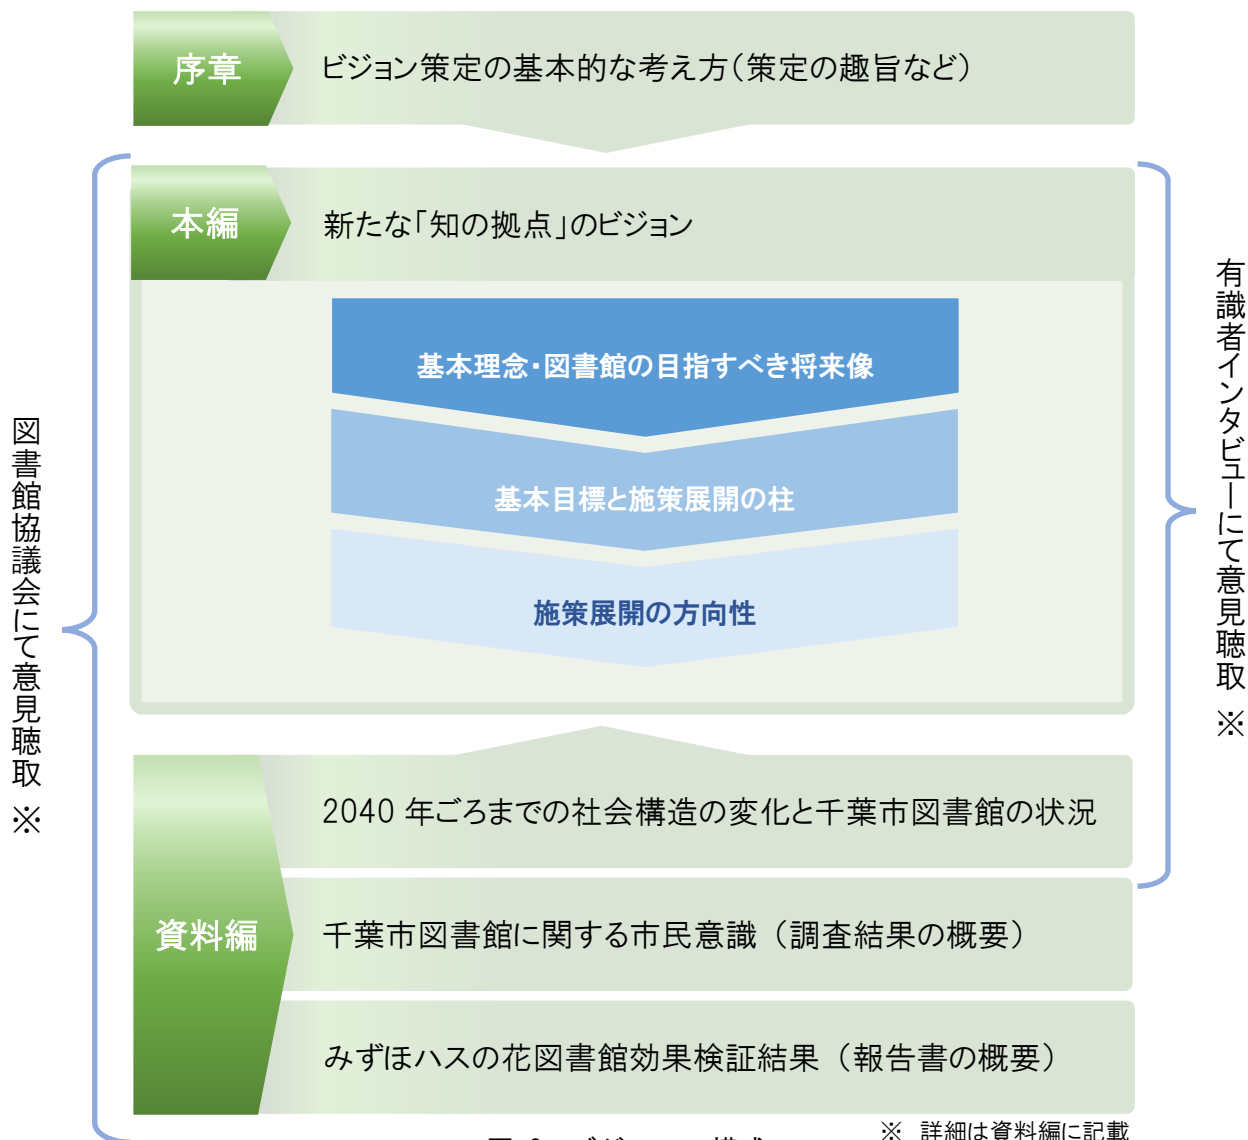 序章
ビジョン策定の基本的な考え方(策定の趣旨など)
本編
新たな「知の拠点」のビジョン
基本理念・図書館の目指すべき将来像
基本目標と施策展開の柱
施策展開の方向性
図書館協議会にて意見聴取 ※
有識者インタビューにて意見聴取 ※
資料編
2040 年ごろまでの社会構造の変化と千葉市図書館の状況
千葉市図書館に関する市民意識 (調査結果の概要)
みずほハスの花図書館効果検証結果 (報告書の概要)
※ 詳細は資料編に記載